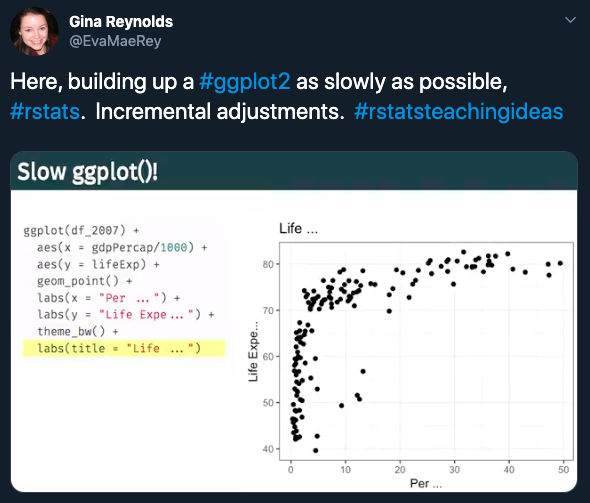 Gina Reynolds
@EvaMaeRey
Here, building up a #ggplot2 as slowly as possible,
#rstats. Incremental adjustments. #rstatsteachingideas
Slow ggplot()!
ggplot(df_2007) +
aes(x = gdpPercap/1000) +
aes(y = lifeExp) +
geom_point() +
labs(x = "Per ...") +
labs(y = "Life Expe...") +
theme_bw() +
labs(title = "Life ...")
Life ...
Life Expe...
80
70
60
50
40
0 10 20 30 40 50
Per ...